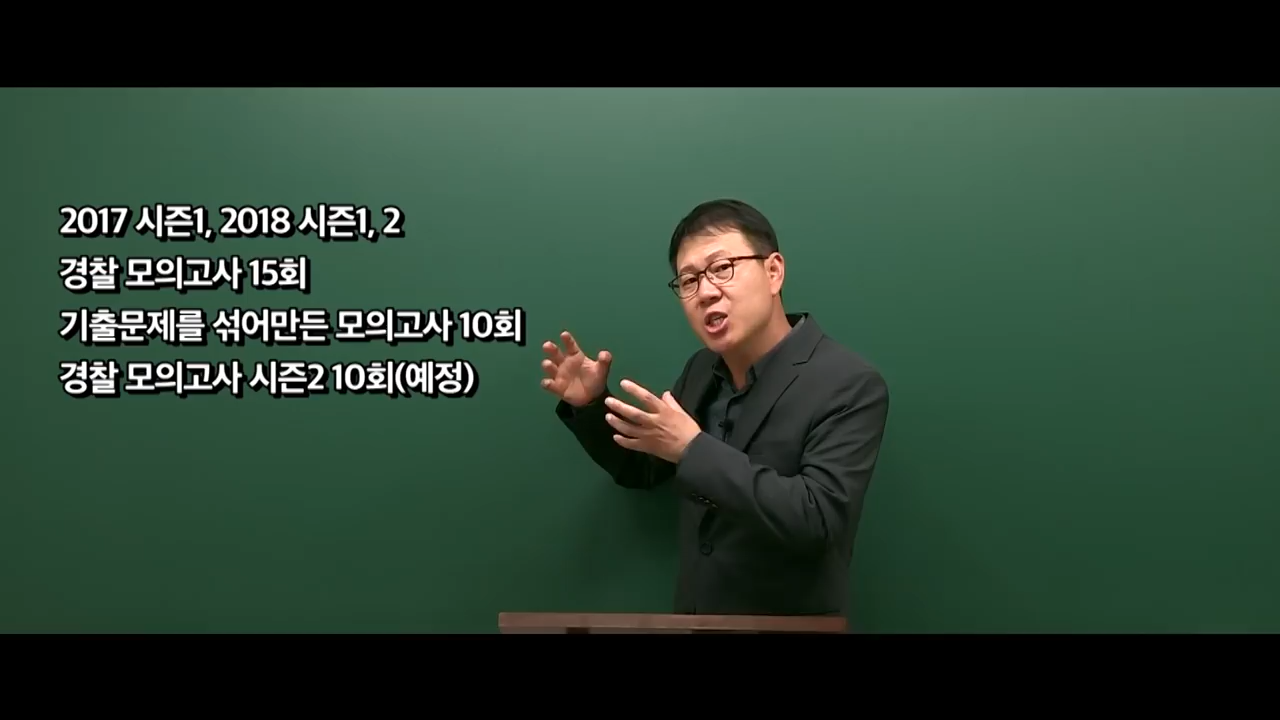 2017 시즌1, 2018 시즌1, 2
경찰 모의고사 15회
기출문제를 섞어만든 모의고사 10회
경찰 모의고사 시즌2 10회(예정)